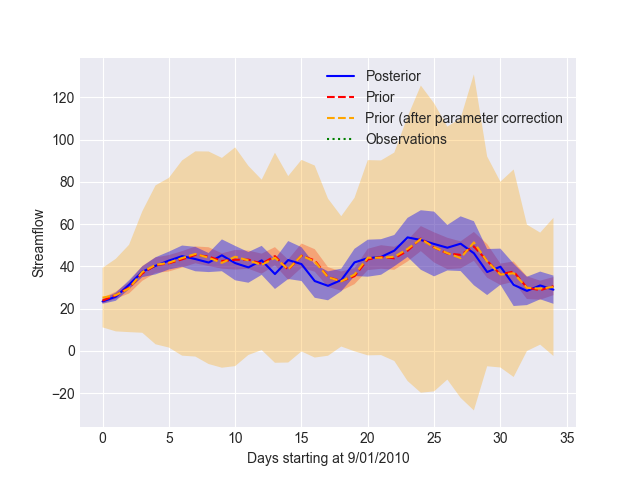 Posterior
Prior
Prior (after parameter correction
Observations
120
100
80
60
40
20
0
−20
Streamflow
0 5 10 15 20 25 30 35
Days starting at 9/01/2010